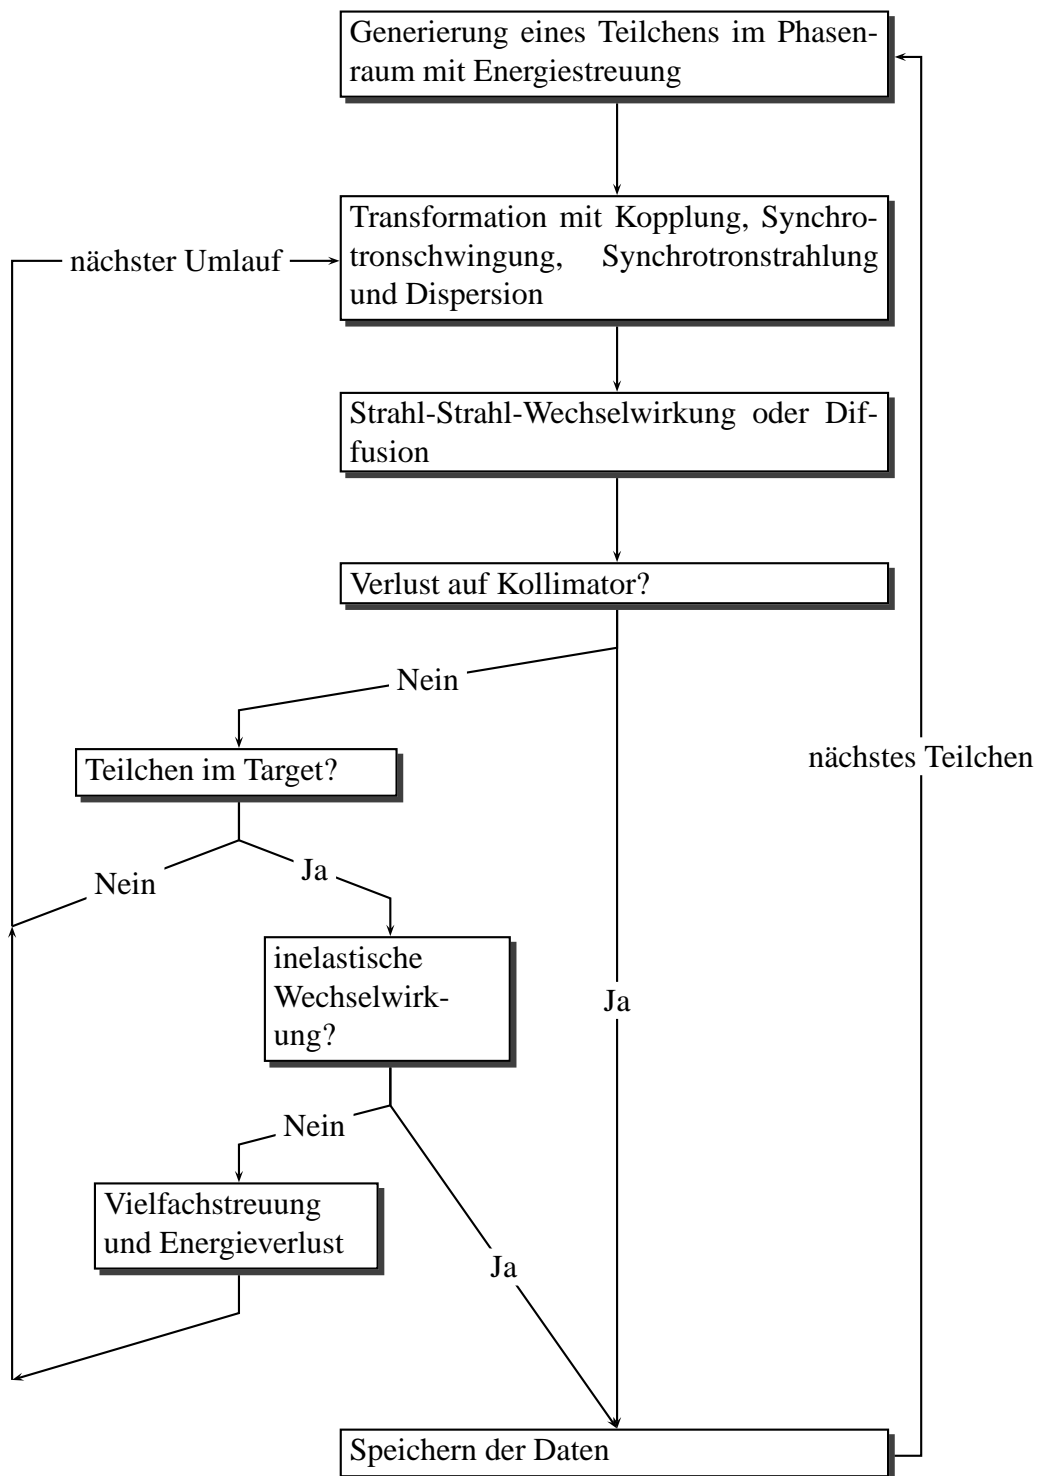 Generierung eines Teilchens im Phasen-
raum mit Energiestreuung
Transformation mit Kopplung, Synchro-
tronschwingung, Synchrotronstrahlung
und Dispersion
nächster Umlauf
Strahl-Strahl-Wechselwirkung oder Dif-
fusion
Verlust auf Kollimator?
Nein
nächstes Teilchen
Teilchen im Target?
Nein
Ja
inelastische
Wechselwirk-
ung?
Ja
Nein
Vielfachstreuung
und Energieverlust
Ja
Speichern der Daten